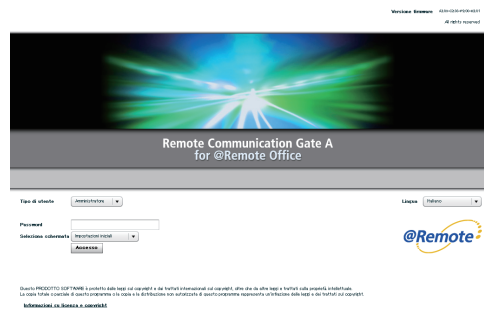 Versione firmware
All rights reserved
Remote Communication Gate A
for @Remote Office
Tipo di utente Amministratore Lingua Italiano
Password
Selezione schermata Impostazioni iniziali
Accesso
@Remote
Questo PRODOTTO SOFTWARE è protetto dalle leggi sul copyright e dai trattati internazionali sul copyright, oltre che da altre leggi e trattati sulla proprietà intellettuale.
La copia totale o parziale di questo programma o la copia e la distribuzione non autorizzata di questo programma rappresenta un'infrazione delle leggi e dei trattati sul copyright.
Informazioni su licenza e copyright